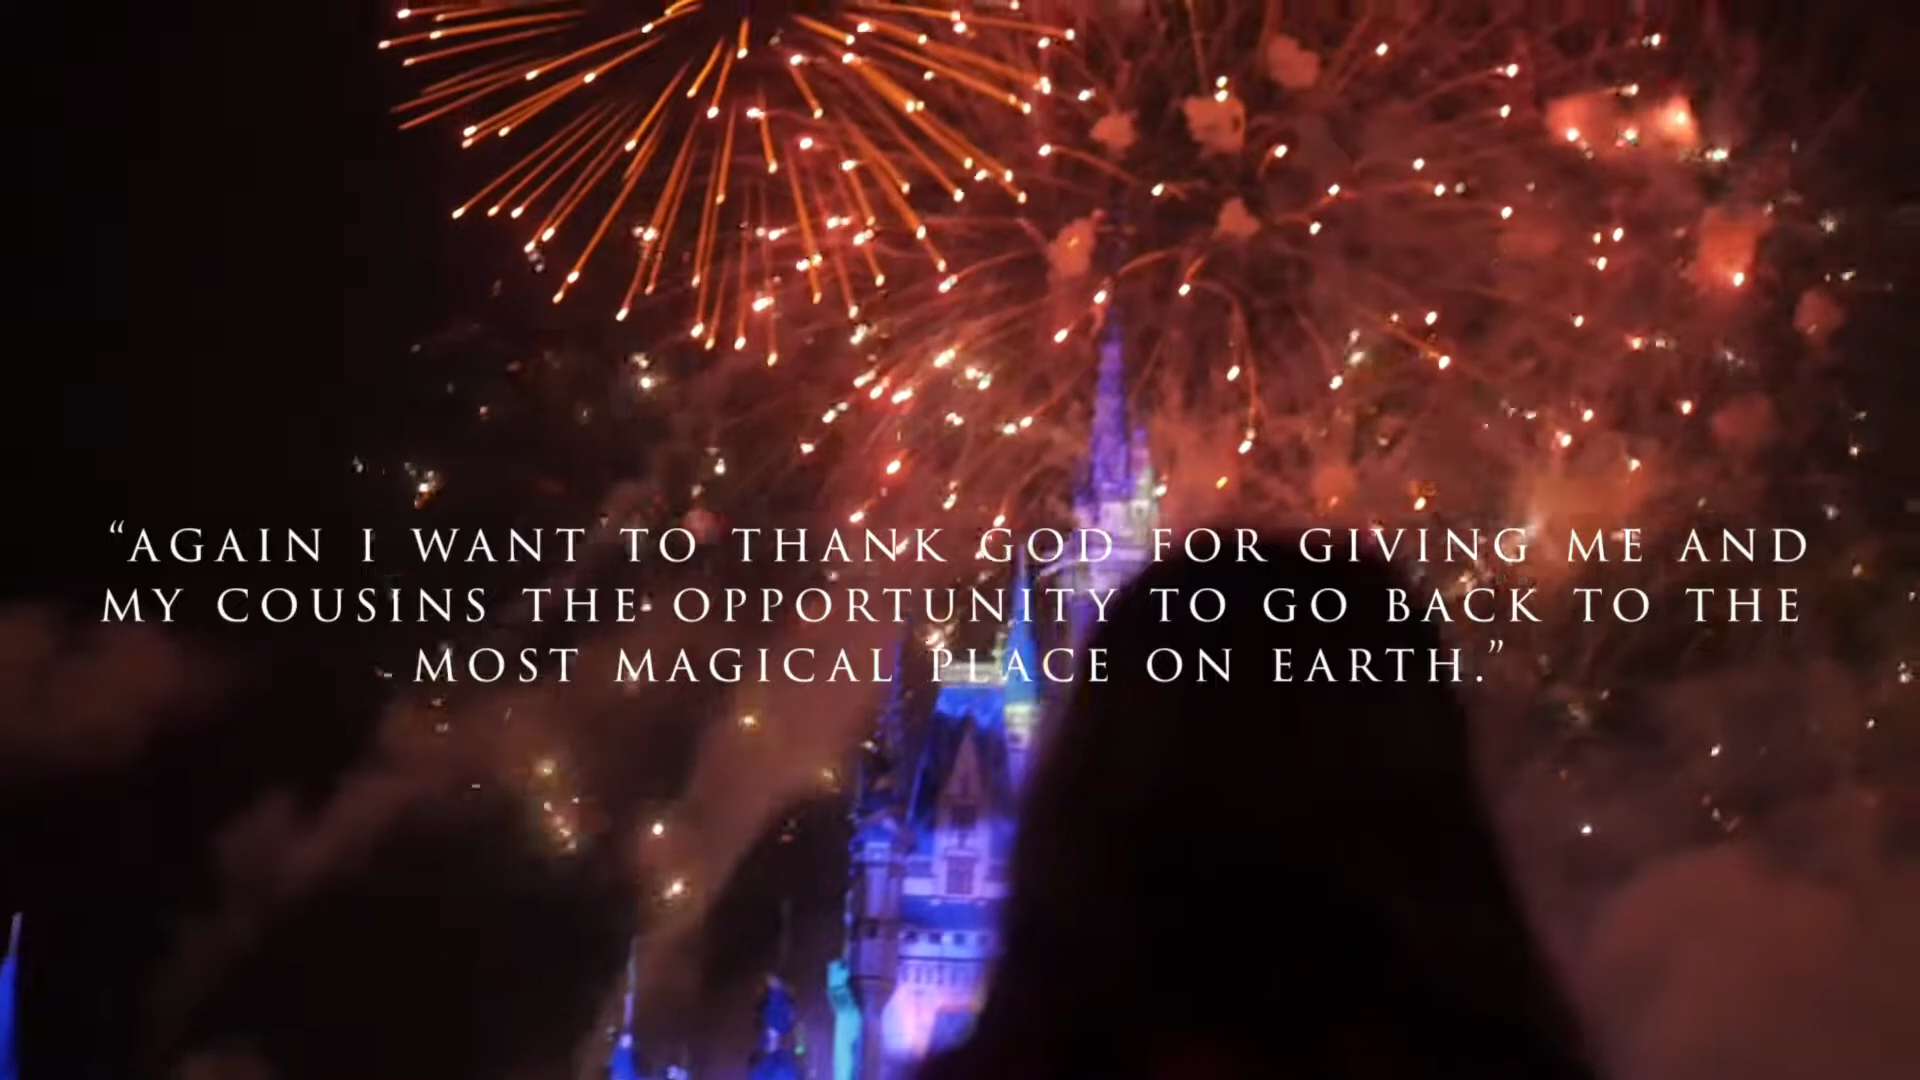 “AGAIN I WANT TO THANK GOD FOR GIVING ME AND
MY COUSINS THE OPPORTUNITY TO GO BACK TO THE
MOST MAGICAL PLACE ON EARTH.”